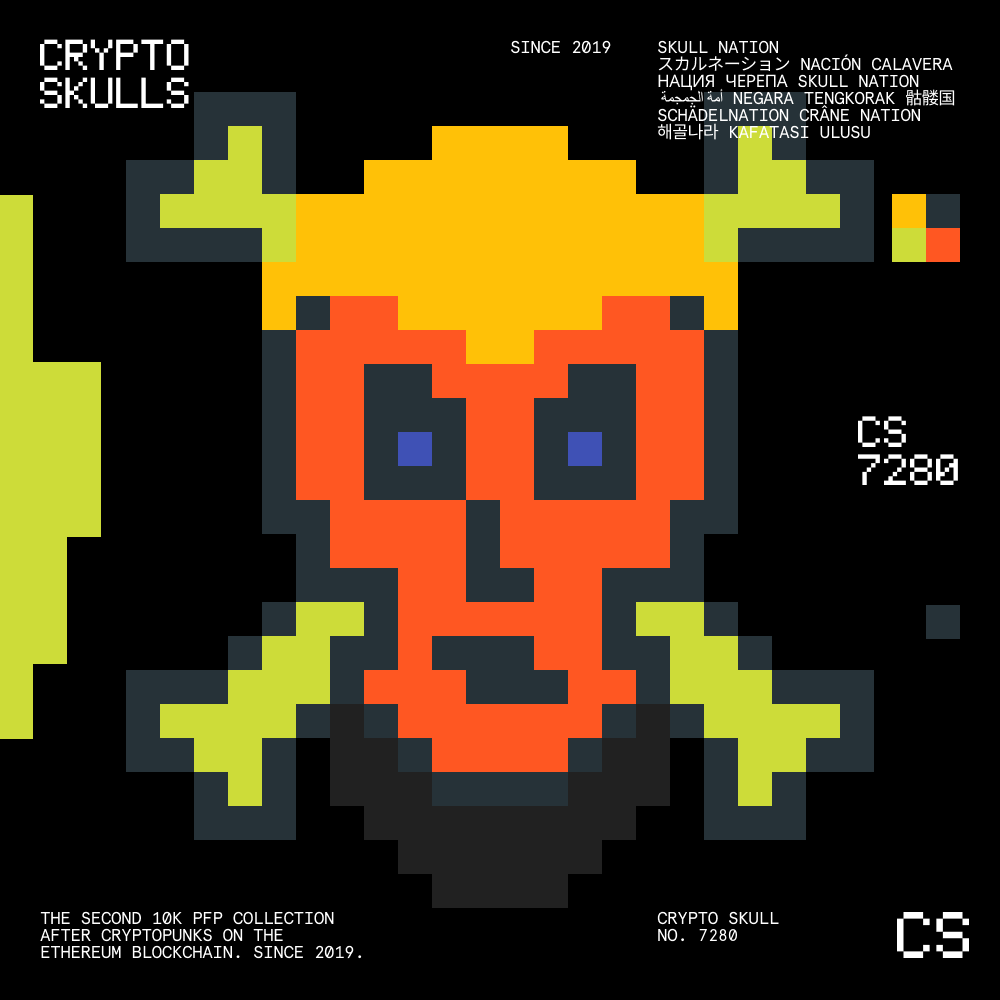 CRYPTO
SKULLS
SINCE 2019
SKULL NATION
スカルネーション NACIÓN CALAVERA
НАЦИЯ ЧЕРЕПА SKULL NATION
أمة الجمجمة NEGARA TENGKORAK 骷髅国
SCHÄDELNATION CRÂNE NATION
해골나라 KAFATASI ULUSU
CS
7280
THE SECOND 10K PFP COLLECTION
AFTER CRYPTOPUNKS ON THE
ETHEREUM BLOCKCHAIN. SINCE 2019.
CRYPTO SKULL
NO. 7280
CS